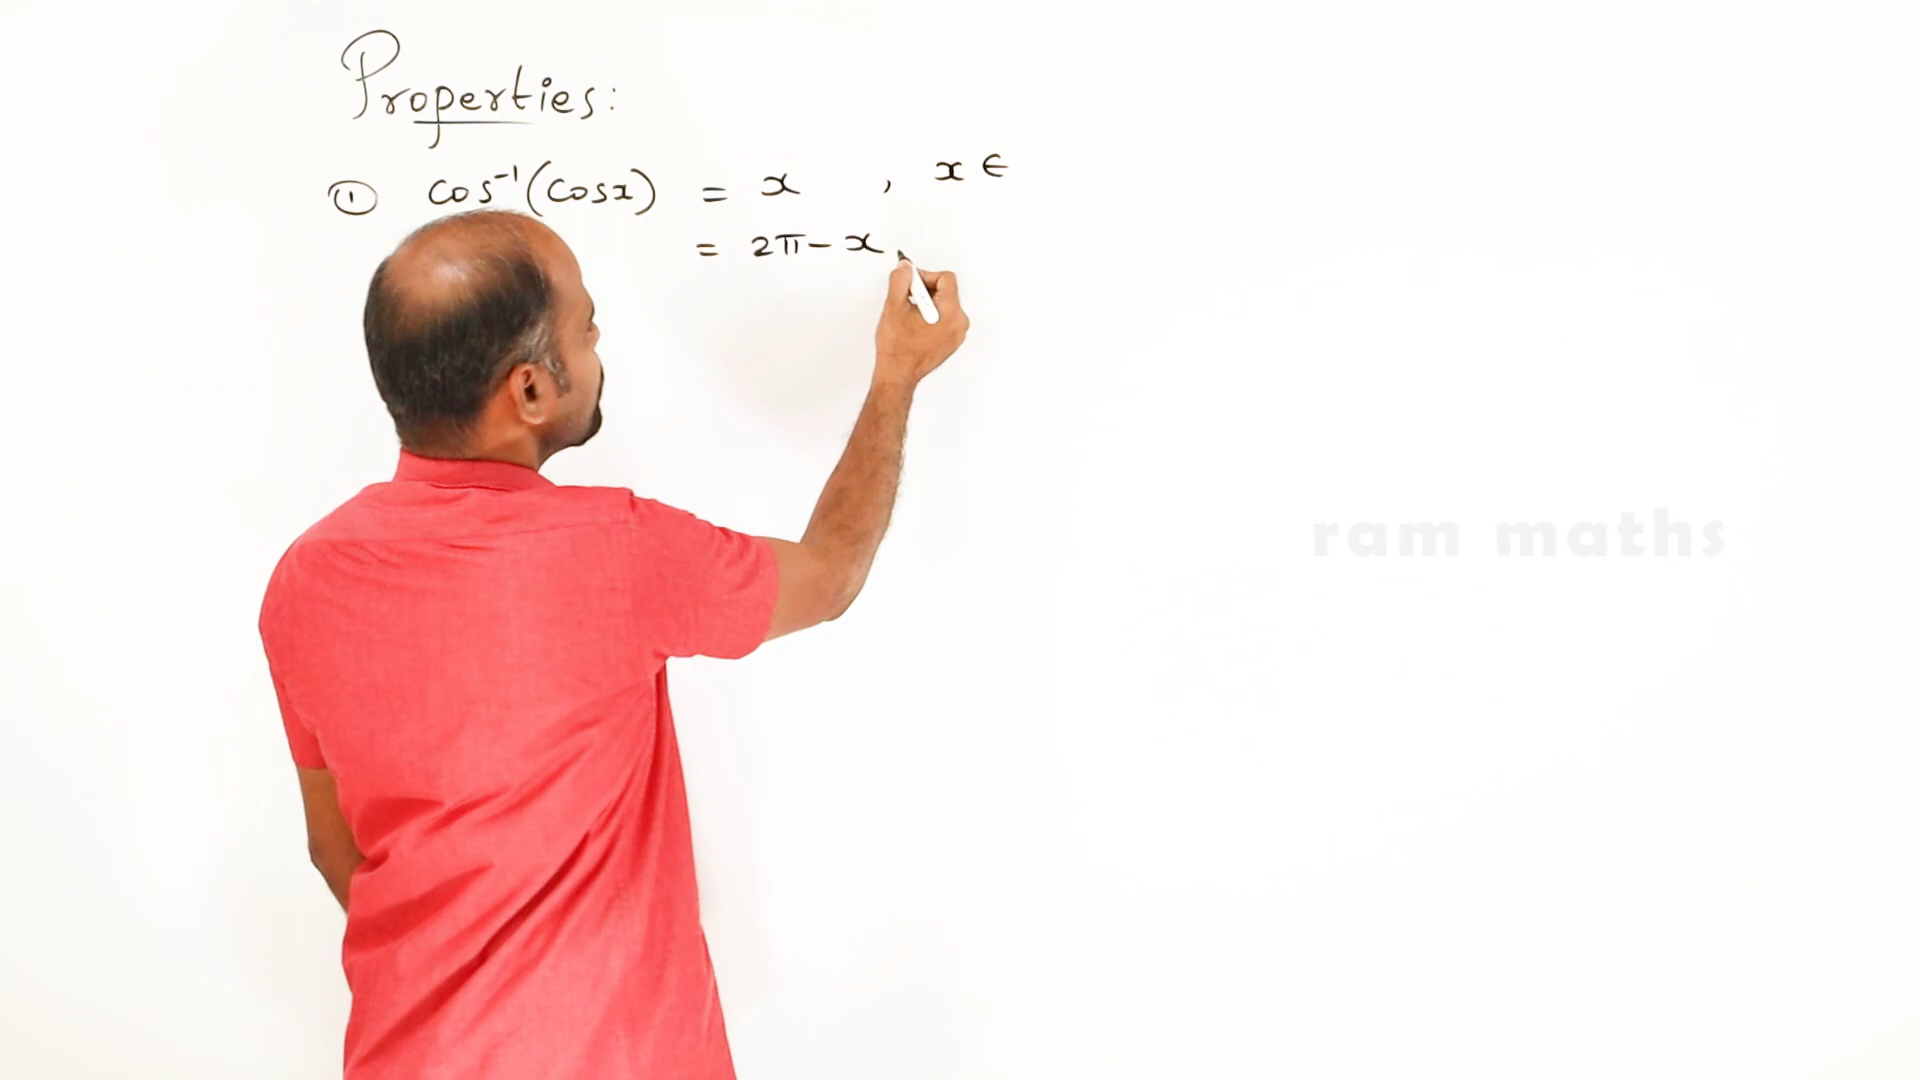 Properties:
① cos⁻¹(cosx) = x , x ∈
= 2π - x
ram maths